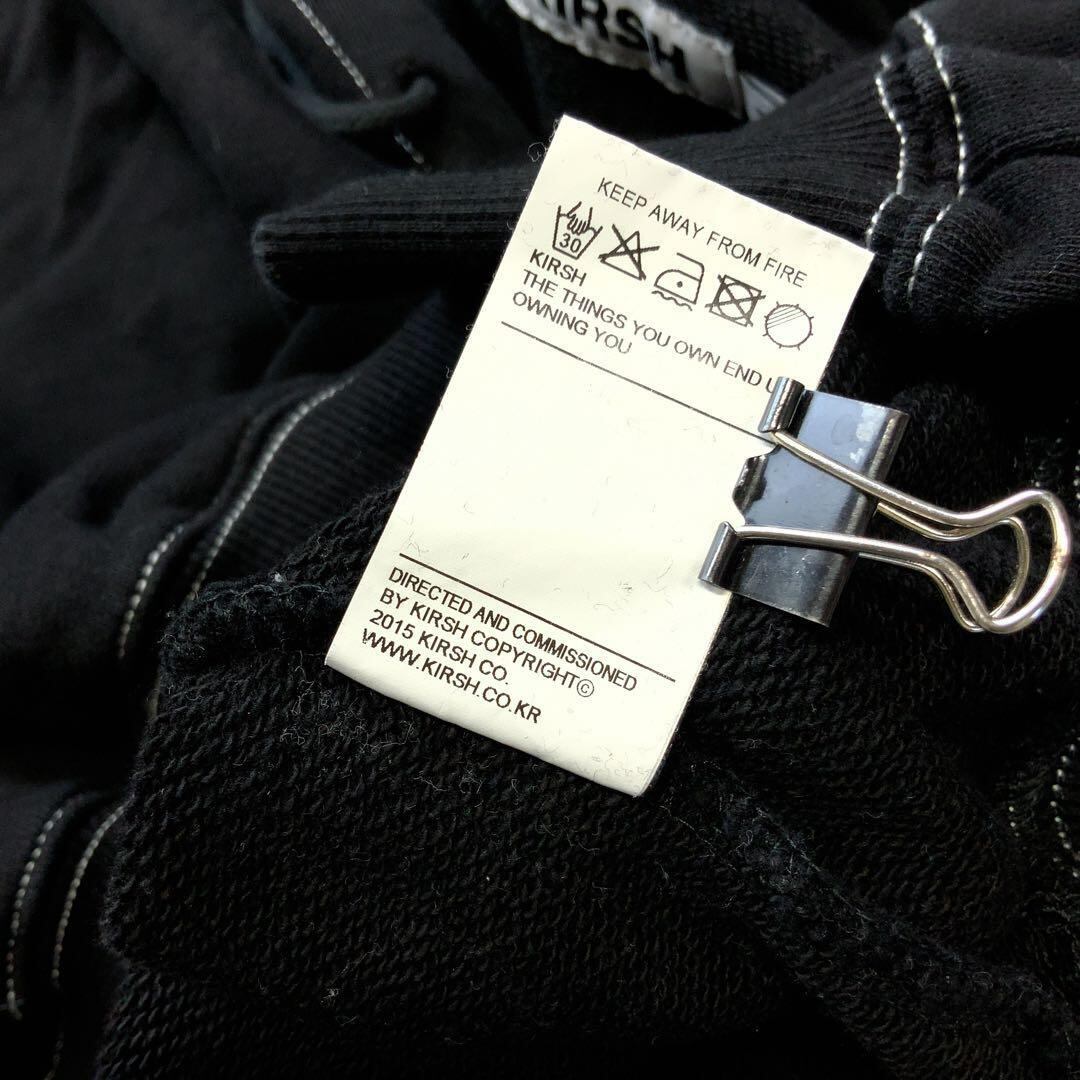 KIRSH
KEEP AWAY FROM FIRE
30
KIRSH
THE THINGS YOU OWN END
OWNING YOU
DIRECTED AND COMMISSIONED
BY KIRSH COPYRIGHT©
2015 KIRSH CO.
WWW.KIRSH.CO.KR